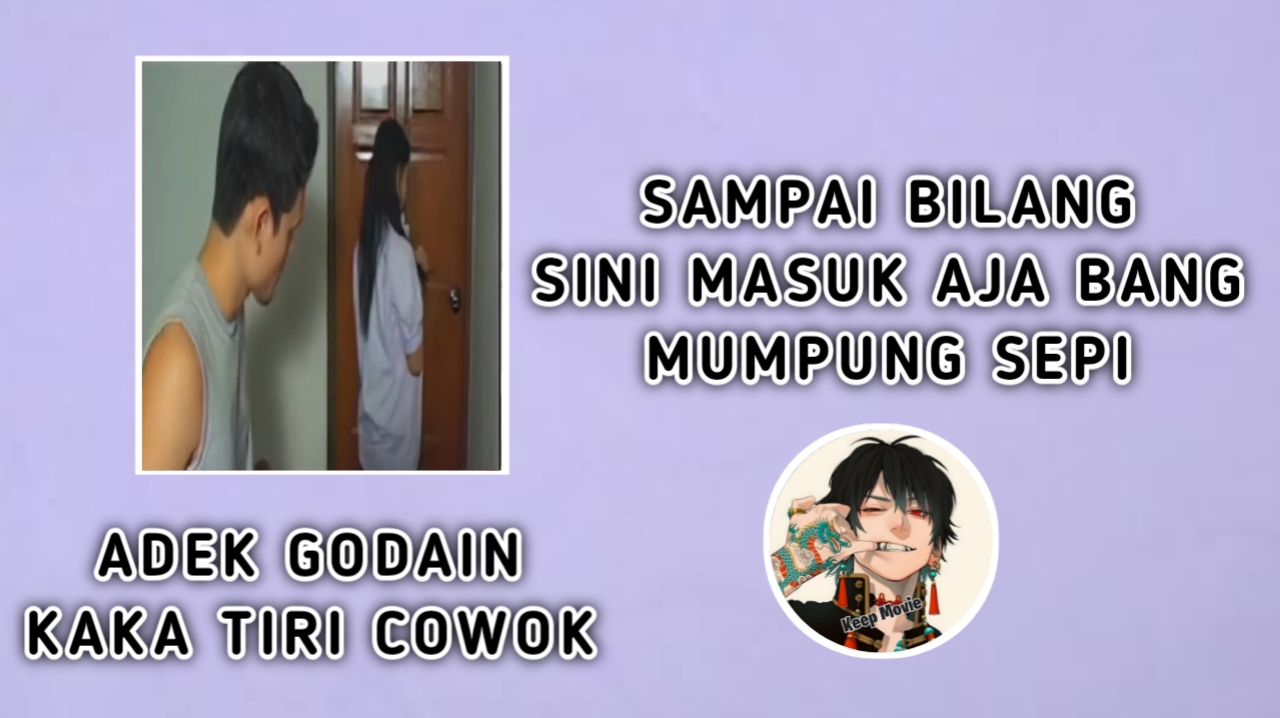 SAMPAI BILANG
SINI MASUK AJA BANG
MUMPUNG SEPI
ADEK GODAIN
KAKA TIRI COWOK
Keep Movie